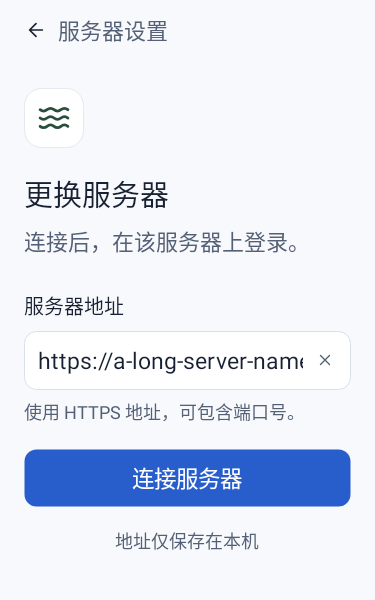 服务器设置
更换服务器
连接后，在该服务器上登录。
服务器地址
https://a-long-server-name
使用 HTTPS 地址，可包含端口号。
连接服务器
地址仅保存在本机